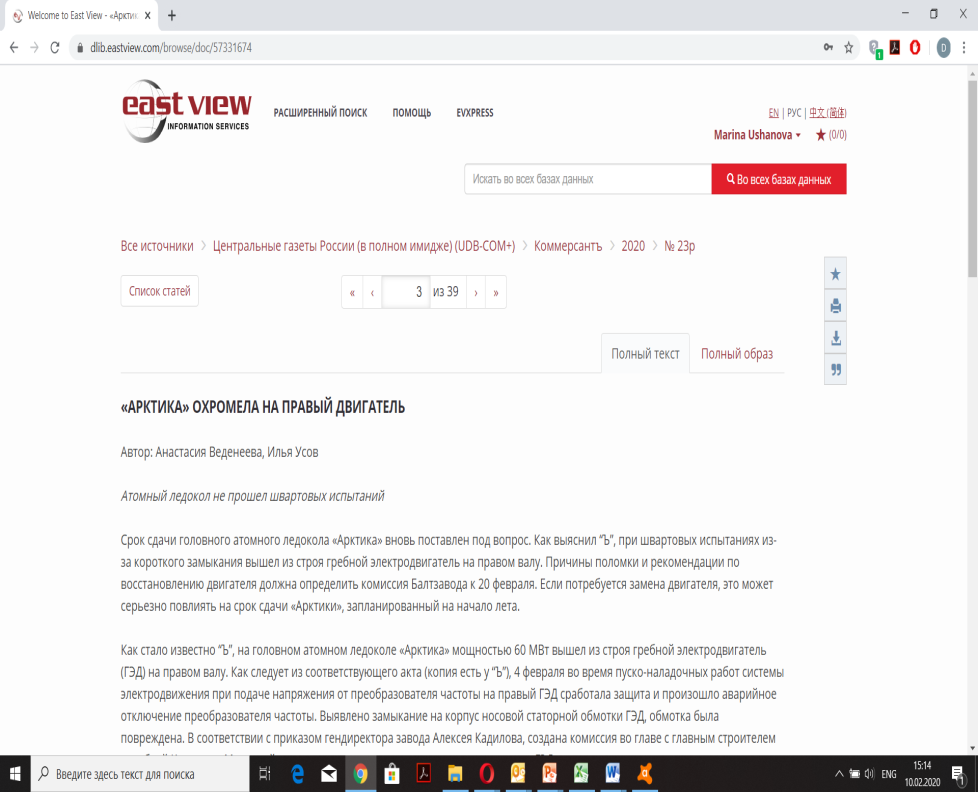 Welcome to East View - «Арктик
dlib.eastview.com/browse/doc/57331674
1
D
east view
INFORMATION SERVICES
РАСШИРЕННЫЙ ПОИСК ПОМОЩЬ EVXPRESS
EN | РУС | 中文 (简体)
Marina Ushanova (0/0)
Искать во всех базах данных
Во всех базах данных
Все источники > Центральные газеты России (в полном имидже) (UDB-COM+) > Коммерсантъ > 2020 > № 23р
Список статей
« ‹ 3 из 39 › »
Полный текст Полный образ
«АРКТИКА» ОХРОМЕЛА НА ПРАВЫЙ ДВИГАТЕЛЬ
Автор: Анастасия Веденеева, Илья Усов
Атомный ледокол не прошел швартовых испытаний
Срок сдачи головного атомного ледокола «Арктика» вновь поставлен под вопрос. Как выяснил “Ъ”, при швартовых испытаниях из-
за короткого замыкания вышел из строя гребной электродвигатель на правом валу. Причины поломки и рекомендации по
восстановлению двигателя должна определить комиссия Балтзавода к 20 февраля. Если потребуется замена двигателя, это может
серьезно повлиять на срок сдачи «Арктики», запланированный на начало лета.
Как стало известно “Ъ”, на головном атомном ледоколе «Арктика» мощностью 60 МВт вышел из строя гребной электродвигатель
(ГЭД) на правом валу. Как следует из соответствующего акта (копия есть у “Ъ”), 4 февраля во время пуско-наладочных работ системы
электродвижения при подаче напряжения от преобразователя частоты на правый ГЭД сработала защита и произошло аварийное
отключение преобразователя частоты. Выявлено замыкание на корпус носовой статорной обмотки ГЭД, обмотка была
повреждена. В соответствии с приказом гендиректора завода Алексея Кадилова, создана комиссия во главе с главным строителем
Введите здесь текст для поиска
ENG
15:14
10.02.2020
1